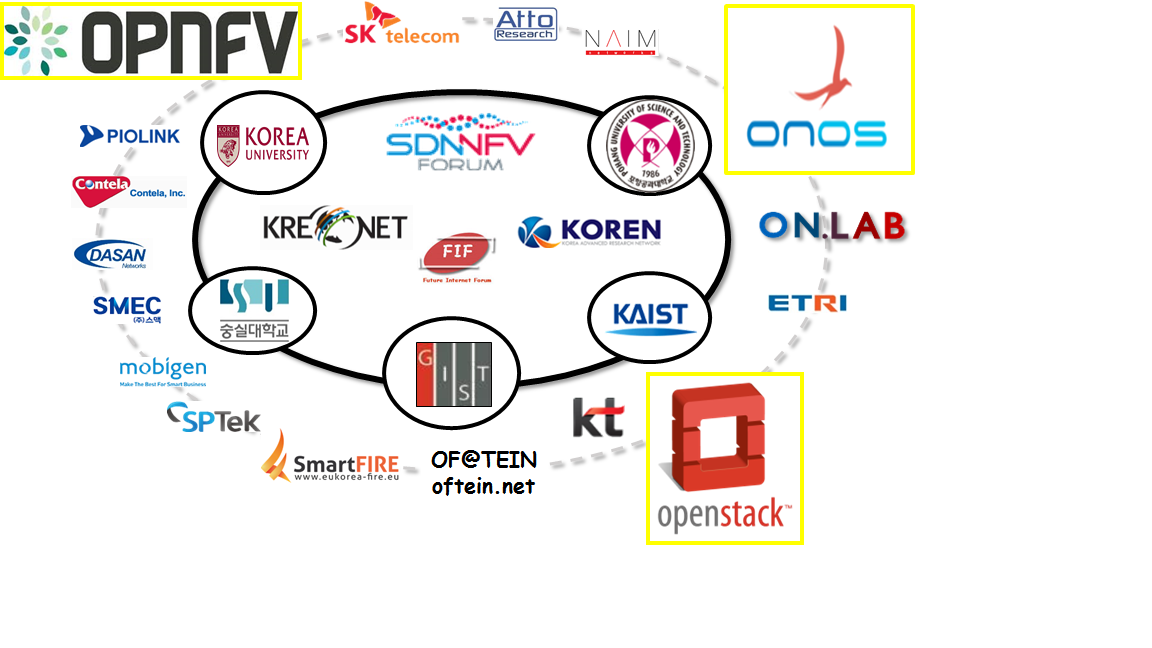 OPNFV
SK telecom
Atto
Research
NAIM
networks
ONOS
PIOLINK
KOREA
UNIVERSITY
SDNNFV
FORUM
POHANG UNIVERSITY OF SCIENCE AND TECHNOLOGY
1986
포항공과대학교
Contela
Contela, Inc.
KREONET
KOREN
KOREA ADVANCED RESEARCH NETWORK
ON.LAB
DASAN
Networks
FIF
Future Internet Forum
SMEC
(주)스맥
숭실대학교
KAIST
ETRI
mobigen
Make The Best For Smart Business
GIST
SPTek
kt
SmartFIRE
www.eukorea-fire.eu
OF@TEIN
oftein.net
openstack™